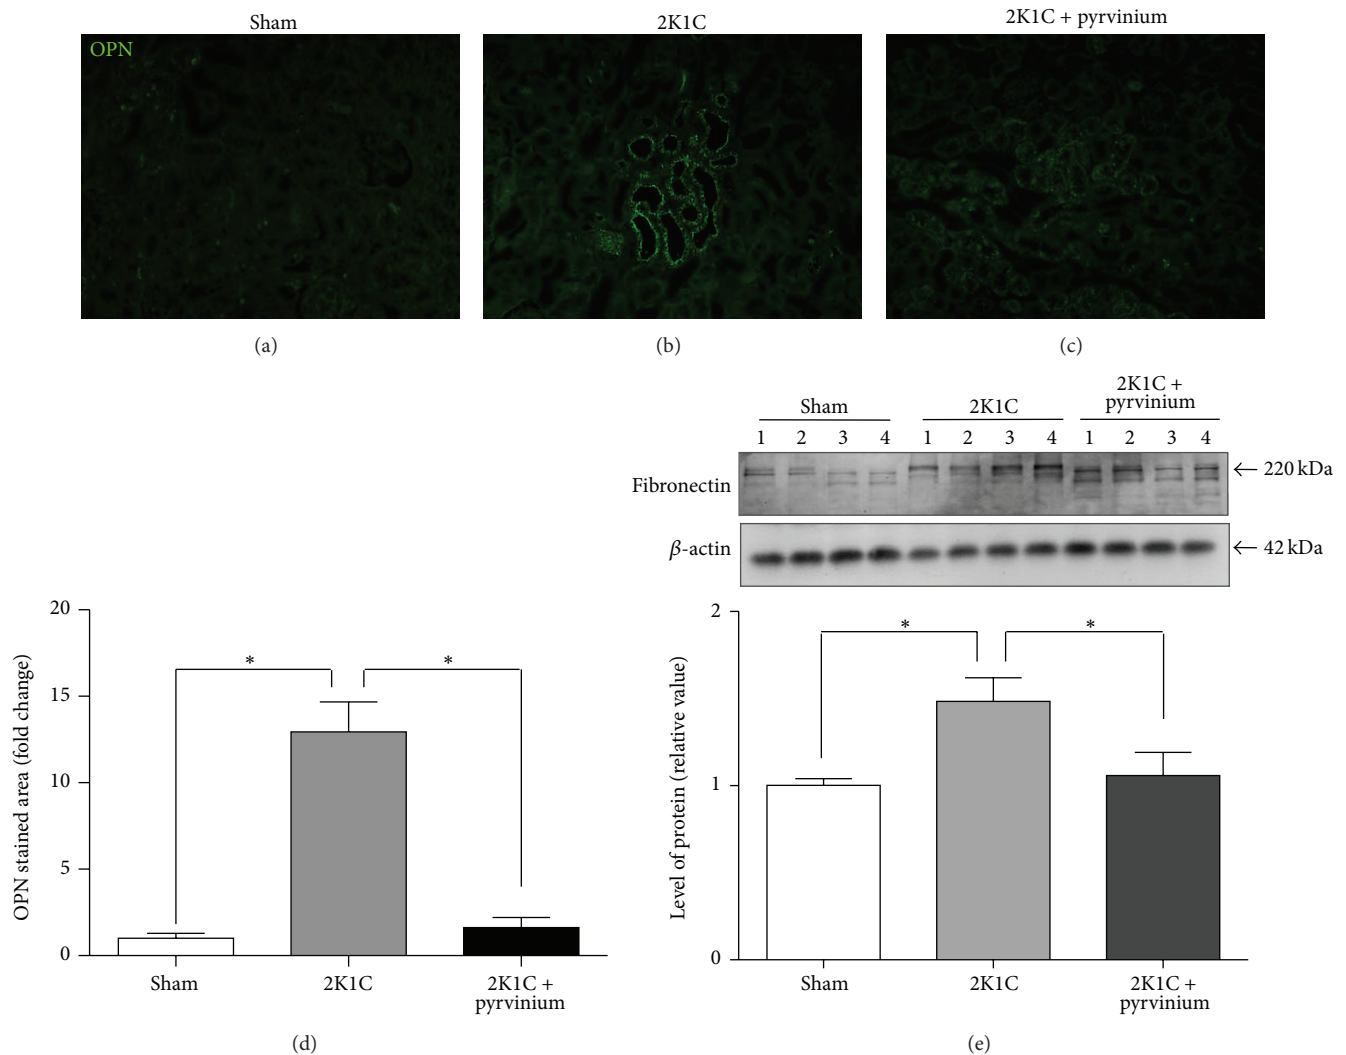 Sham
2K1C
2K1C + pyrvinium
OPN
(a)
(b)
(c)
Sham
2K1C
2K1C +
pyrvinium
1 2 3 4 1 2 3 4 1 2 3 4
Fibronectin
← 220 kDa
β-actin
← 42 kDa
OPN stained area (fold change)
20
15
10
5
0
* *
Sham
2K1C
2K1C +
pyrvinium
(d)
Level of protein (relative value)
2
1
0
* *
Sham
2K1C
2K1C +
pyrvinium
(e)